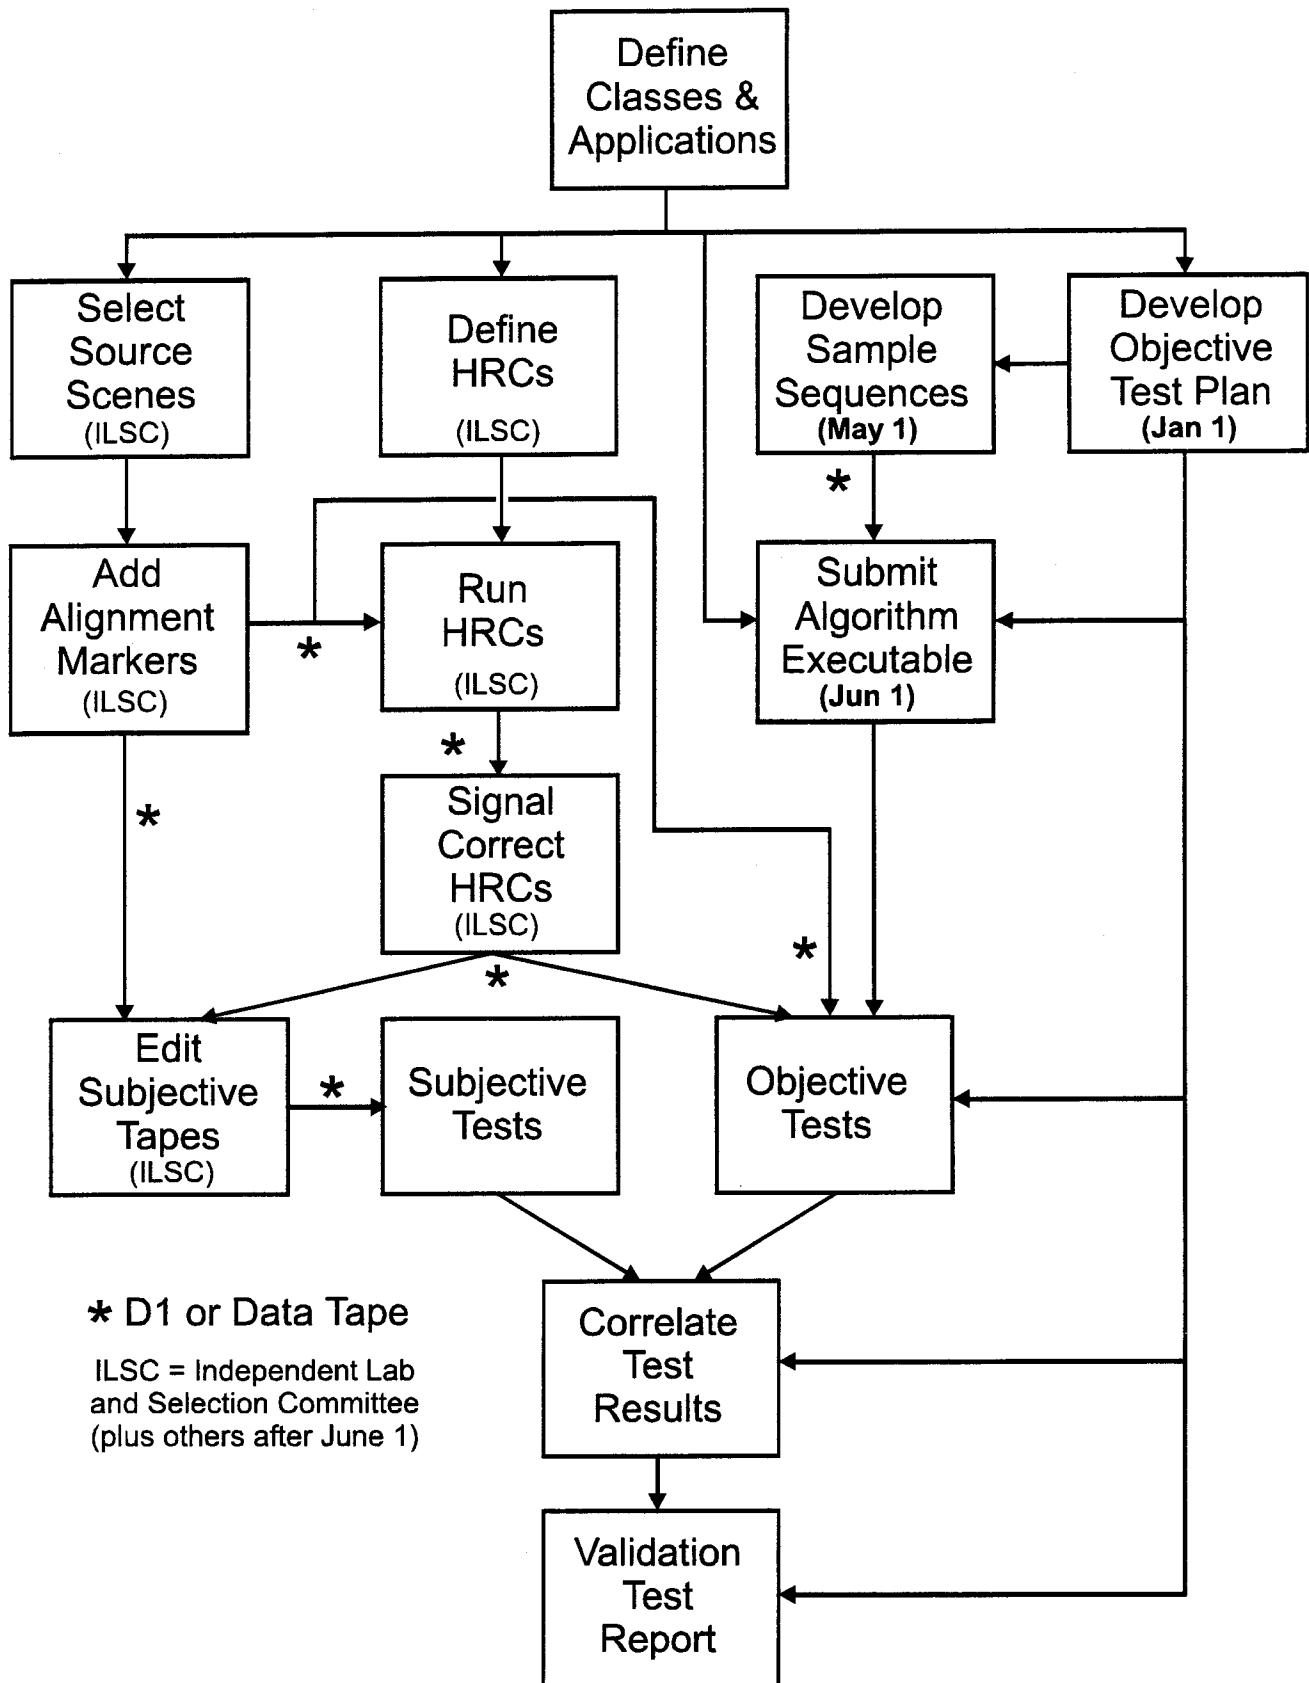 Define
Classes &
Applications
Select
Source
Scenes
(ILSC)
Define
HRCs
(ILSC)
Develop
Sample
Sequences
(May 1)
Develop
Objective
Test Plan
(Jan 1)
*
Add
Alignment
Markers
(ILSC)
*
Run
HRCs
(ILSC)
Submit
Algorithm
Executable
(Jun 1)
*
*
Signal
Correct
HRCs
(ILSC)
*
*
Edit
Subjective
Tapes
(ILSC)
*
Subjective
Tests
Objective
Tests
* D1 or Data Tape
ILSC = Independent Lab
and Selection Committee
(plus others after June 1)
Correlate
Test
Results
Validation
Test
Report